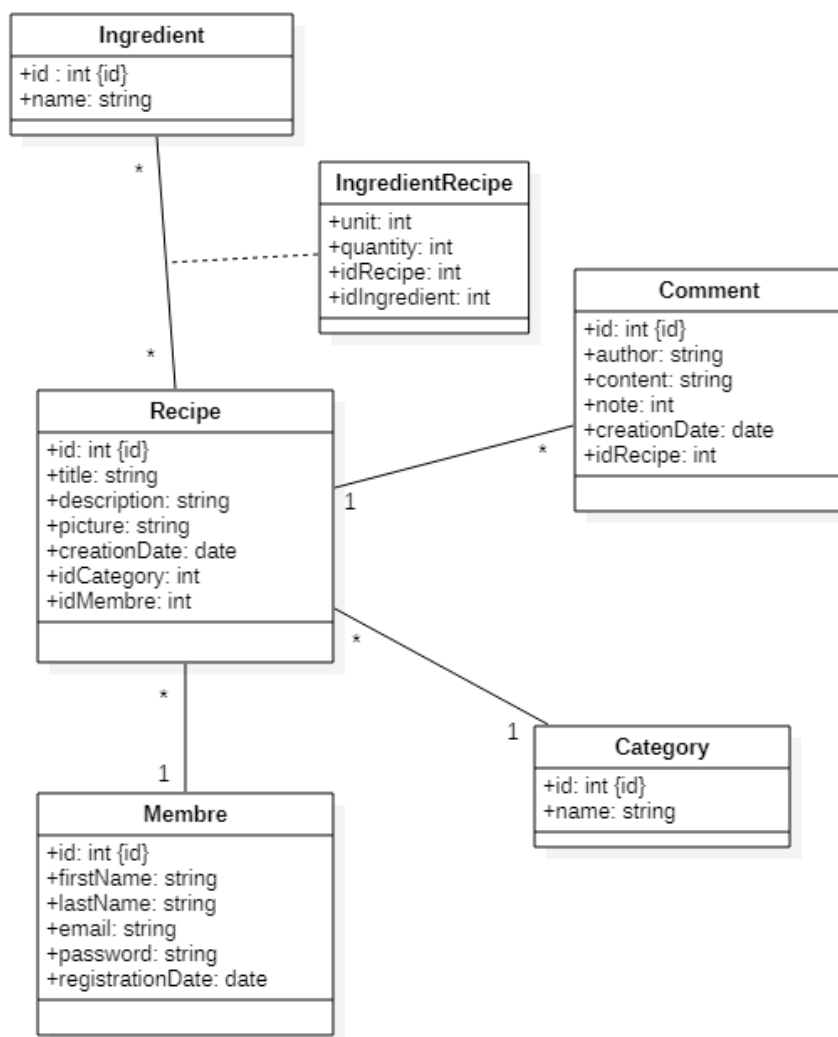 Ingredient
+id : int {id}
+name: string
*
IngredientRecipe
+unit: int
+quantity: int
+idRecipe: int
+idIngredient: int
*
Comment
+id: int {id}
+author: string
+content: string
+note: int
+creationDate: date
+idRecipe: int
*
1
Recipe
+id: int {id}
+title: string
+description: string
+picture: string
+creationDate: date
+idCategory: int
+idMembre: int
*
*
1
1
Category
+id: int {id}
+name: string
Membre
+id: int {id}
+firstName: string
+lastName: string
+email: string
+password: string
+registrationDate: date